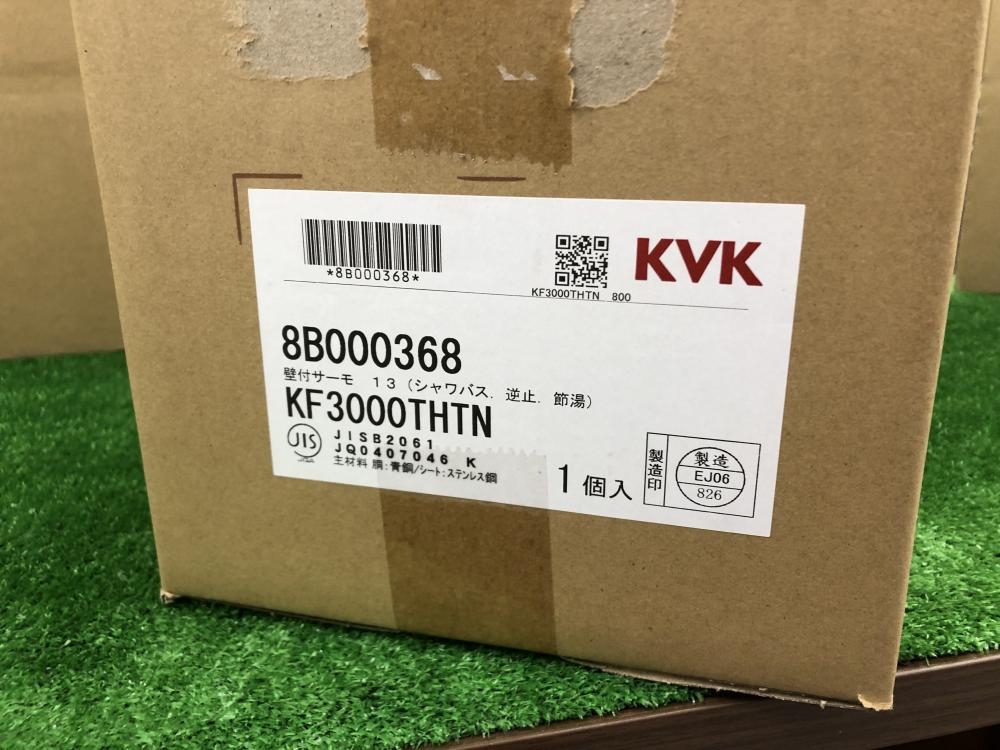 *8B000368*
KF3000THTN 800
KVK
8B000368
壁付サーモ 13(シャワバス. 逆止. 節湯)
KF3000THTN
JIS
JISB2061
JQ0407046 K
主材料 胴:青銅/シート:ステンレス鋼
1個入
製造印
製造
EJ06
826